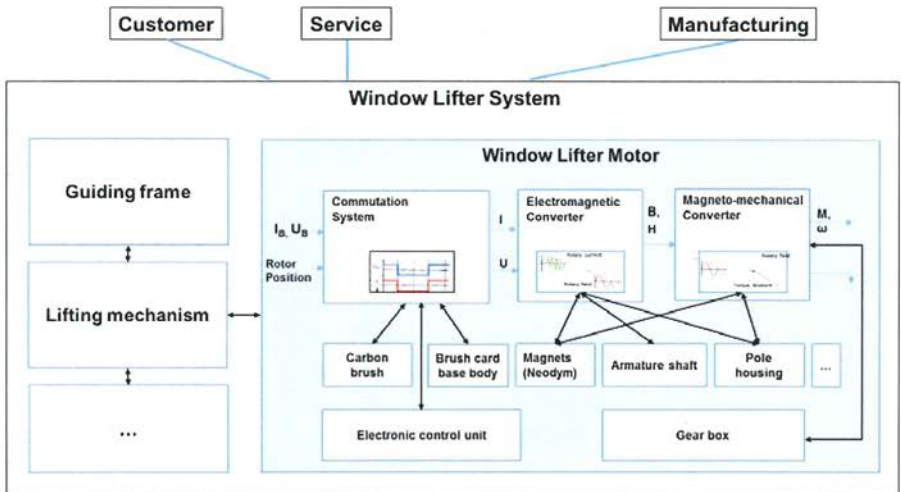 Customer
Service
Manufacturing
Window Lifter System
Guiding frame
Lifting mechanism
...
Window Lifter Motor
Commutation
System
Electromagnetic
Converter
Magneto-mechanical
Converter
I_B, U_B
Rotor
Position
I
U
B,
H
M,
ω
Carbon
brush
Brush card
base body
Magnets
(Neodym)
Armature shaft
Pole
housing
...
Electronic control unit
Gear box